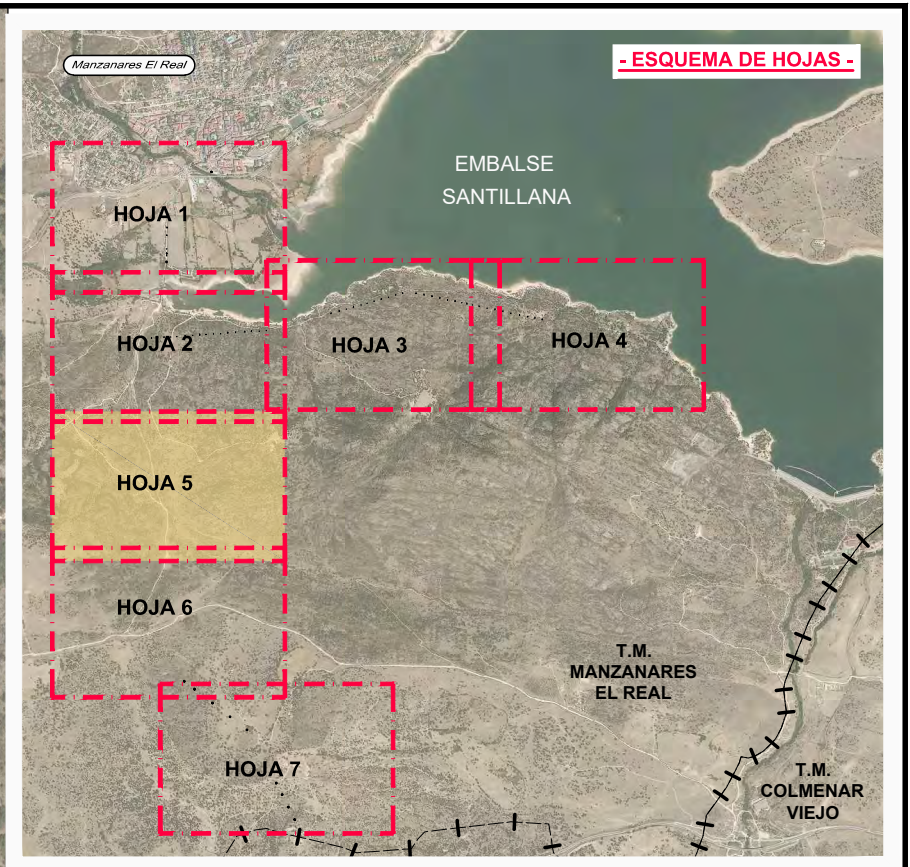 Manzanares El Real
- ESQUEMA DE HOJAS -
EMBALSE
SANTILLANA
HOJA 1
HOJA 2
HOJA 3
HOJA 4
HOJA 5
HOJA 6
T.M.
MANZANARES
EL REAL
HOJA 7
T.M.
COLMENAR
VIEJO